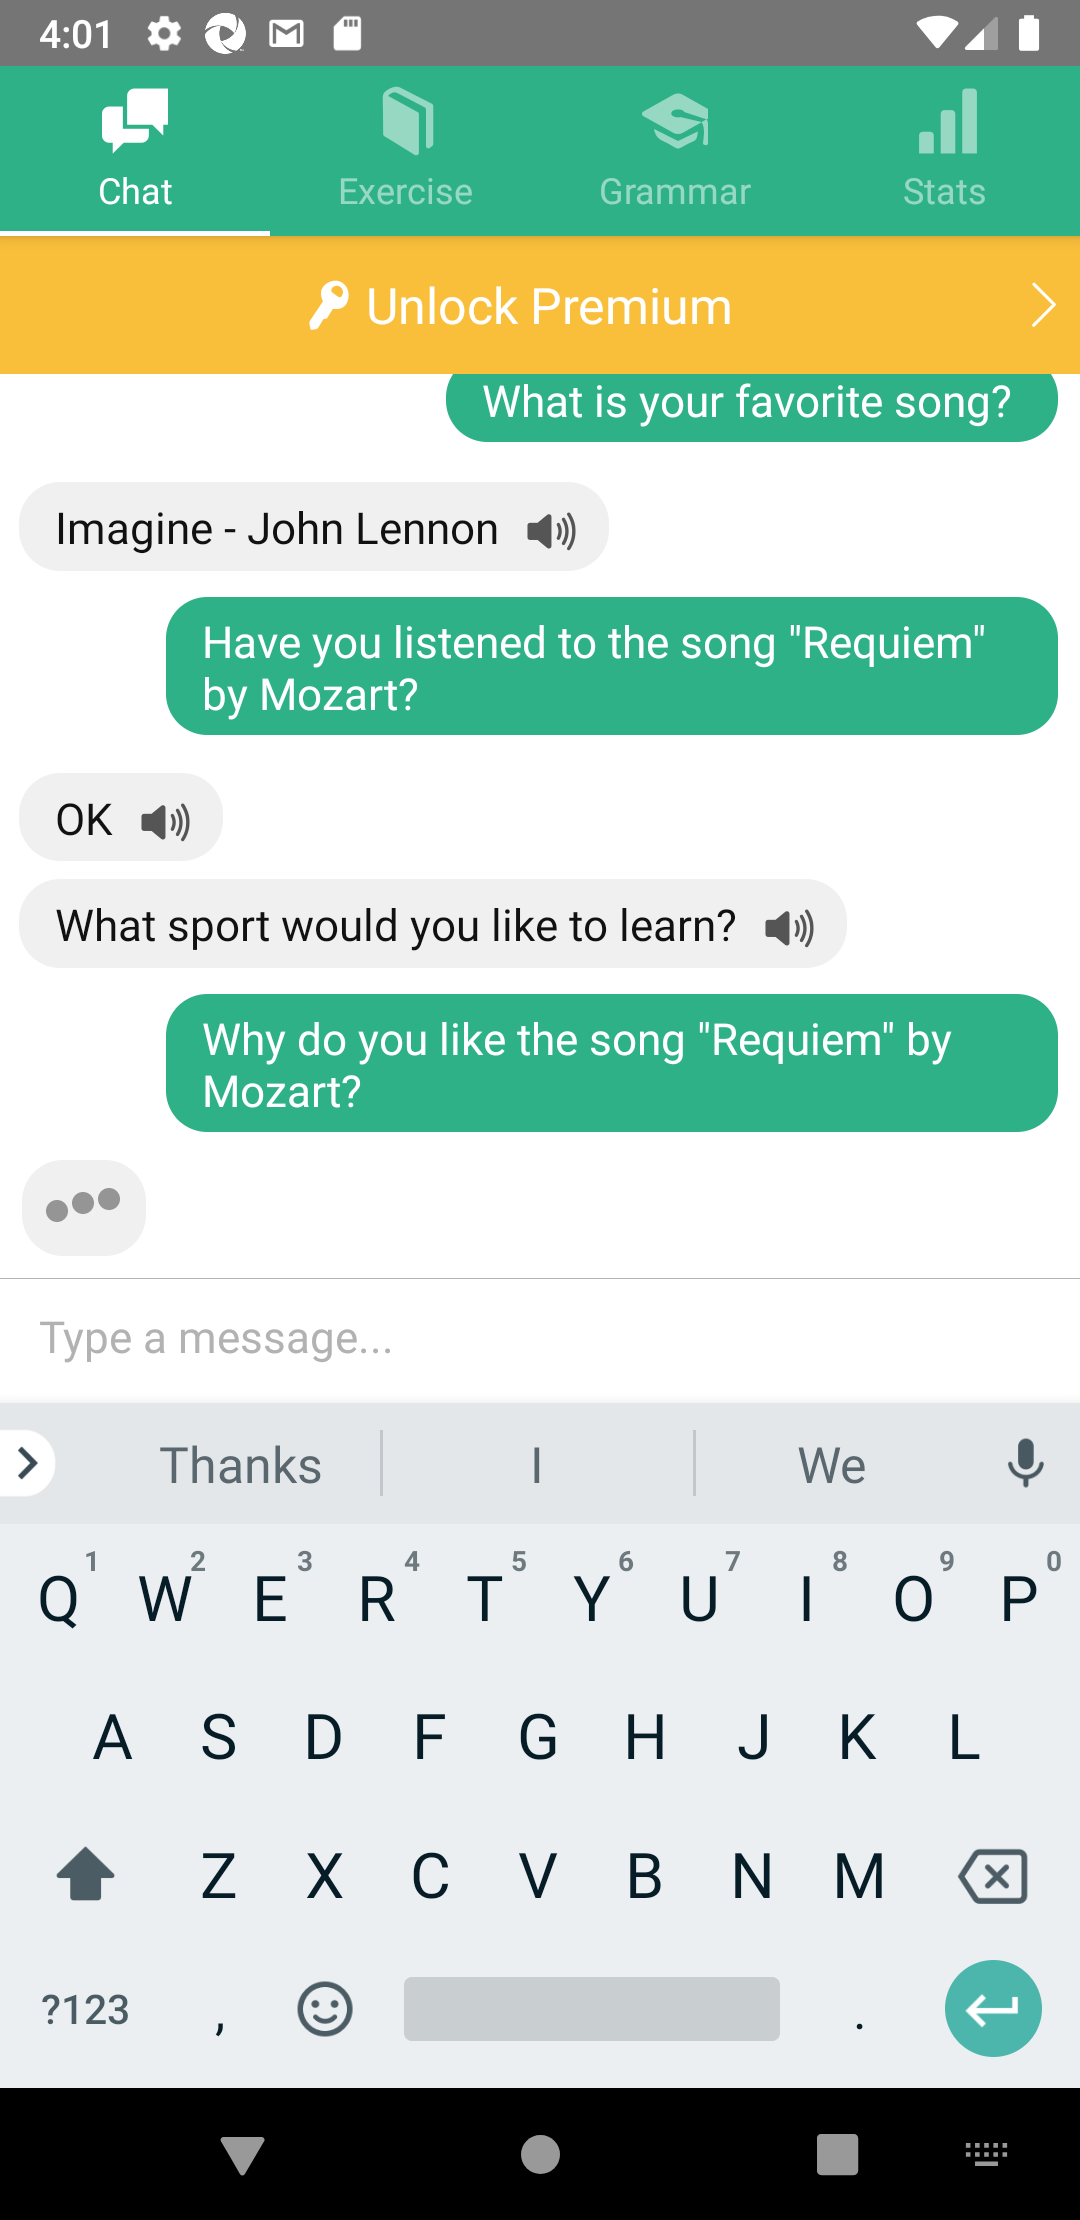 4:01
Chat
Exercise
Grammar
Stats
Unlock Premium
What is your favorite song?
Imagine - John Lennon
Have you listened to the song "Requiem"
by Mozart?
OK
What sport would you like to learn?
Why do you like the song "Requiem" by
Mozart?
Type a message...
Thanks I We
1 2 3 4 5 6 7 8 9 0
Q W E R T Y U I O P
A S D F G H J K L
Z X C V B N M
?123 , .